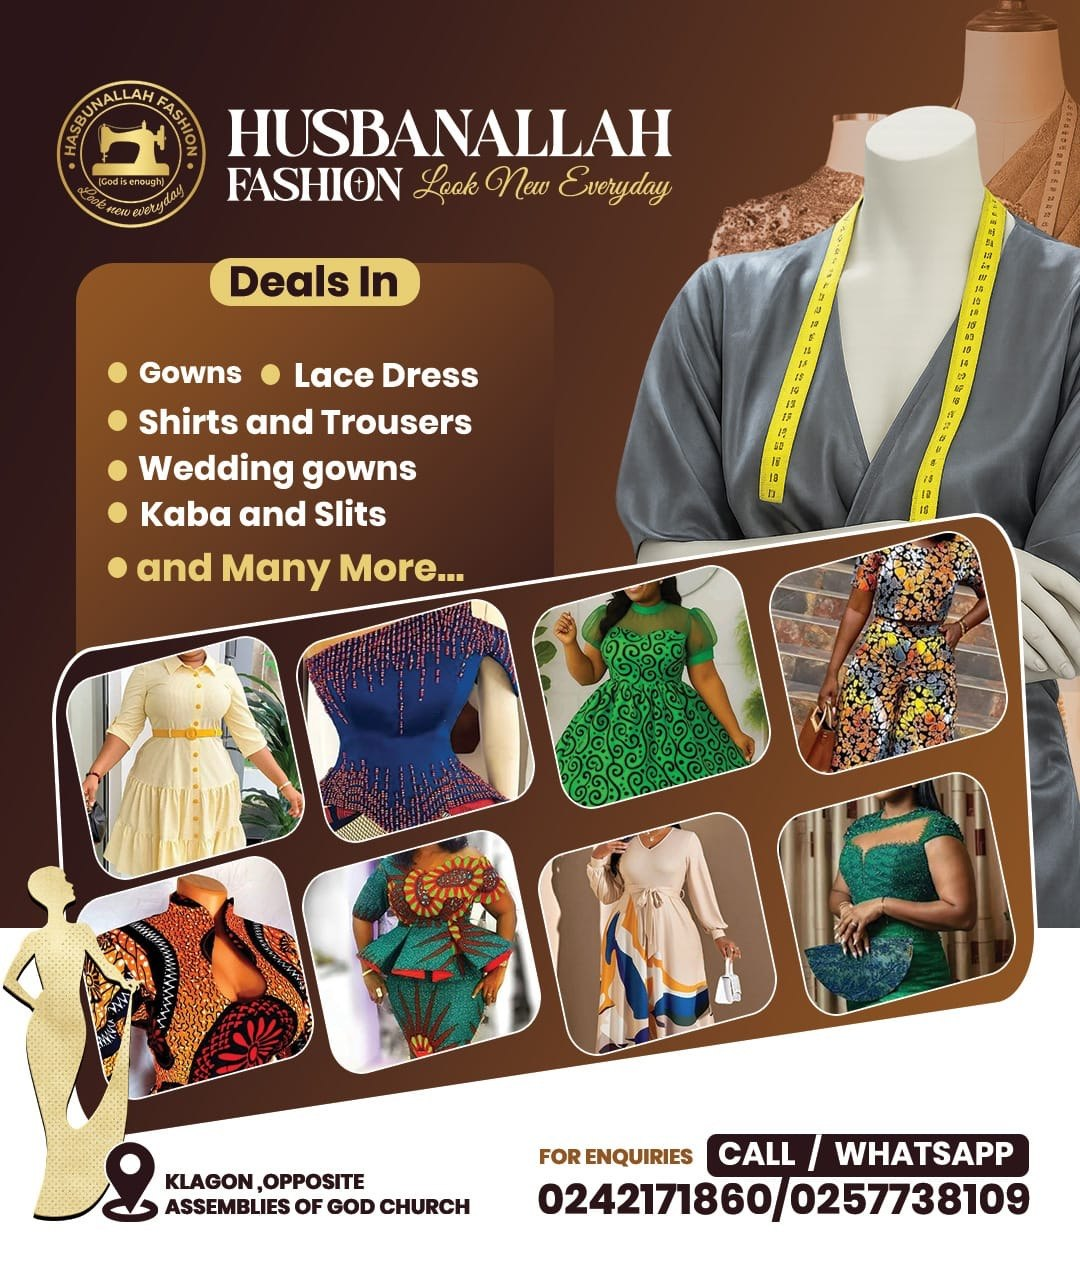 HASBUNALLAH FASHION
(God is enough)
Look new everyday
HUSBANALLAH
FASHION Look New Everyday
Deals In
Gowns Lace Dress
Shirts and Trousers
Wedding gowns
Kaba and Slits
and Many More...
KLAGON ,OPPOSITE
ASSEMBLIES OF GOD CHURCH
FOR ENQUIRIES CALL / WHATSAPP
0242171860/0257738109